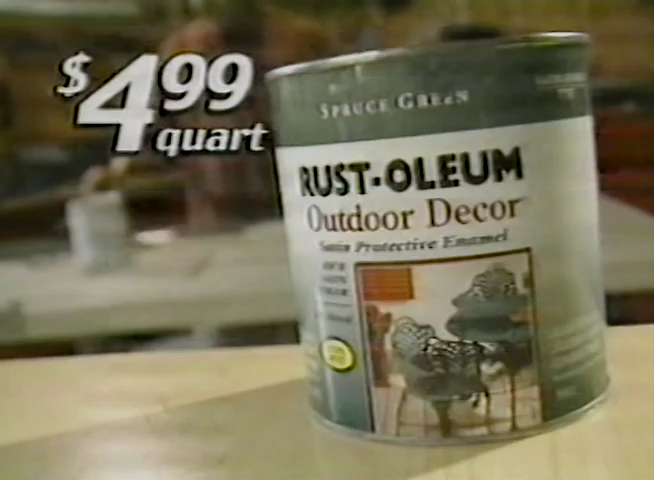 $4.99
quart
SPRUCE GREEN
RUST-OLEUM
Outdoor Decor
Satin Protective Enamel